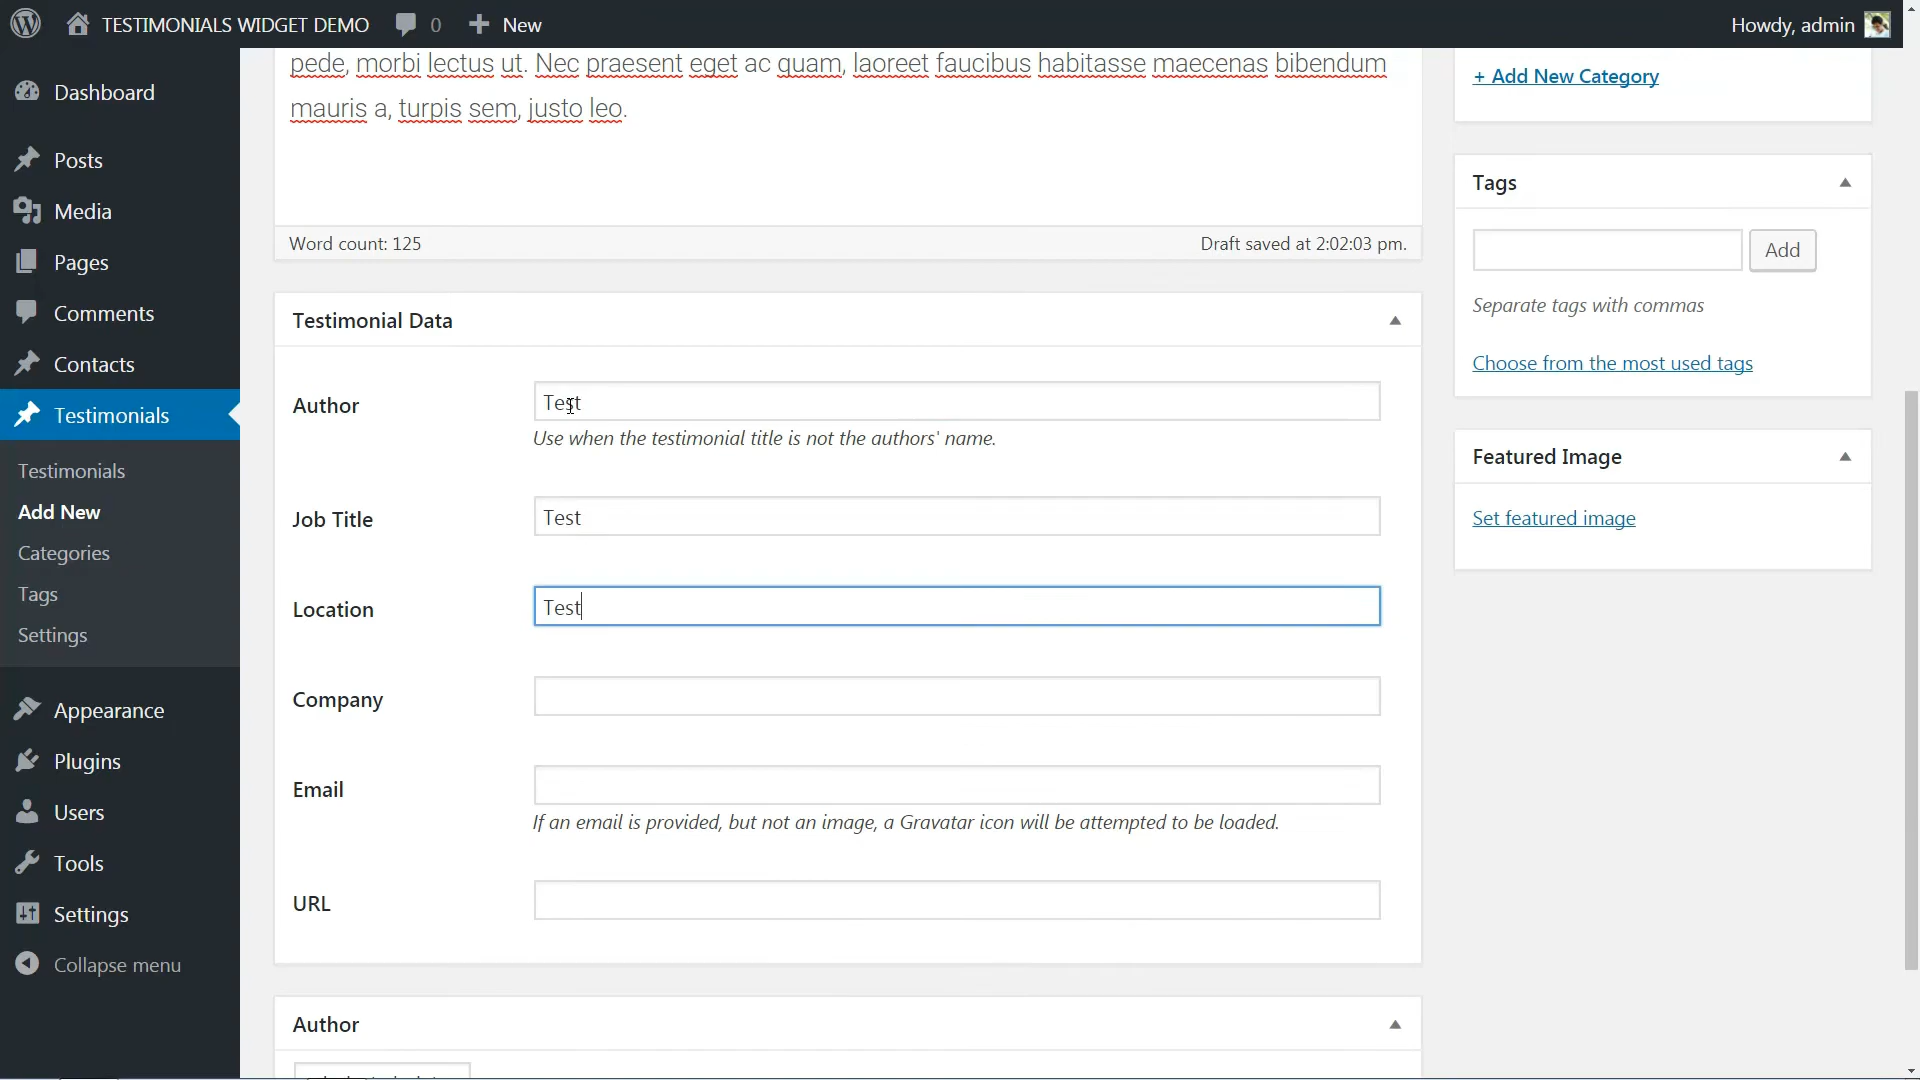 TESTIMONIALS WIDGET DEMO 0 New Howdy, admin
Dashboard
Posts
Media
Pages
Comments
Contacts
Testimonials
Testimonials
Add New
Categories
Tags
Settings
Appearance
Plugins
Users
Tools
Settings
Collapse menu
pede, morbi lectus ut. Nec praesent eget ac quam, laoreet faucibus habitasse maecenas bibendum
mauris a, turpis sem, justo leo.
Word count: 125 Draft saved at 2:02:03 pm.
Testimonial Data
Author Test
Use when the testimonial title is not the authors' name.
Job Title Test
Location Test
Company
Email
If an email is provided, but not an image, a Gravatar icon will be attempted to be loaded.
URL
Author
+ Add New Category
Tags
Add
Separate tags with commas
Choose from the most used tags
Featured Image
Set featured image